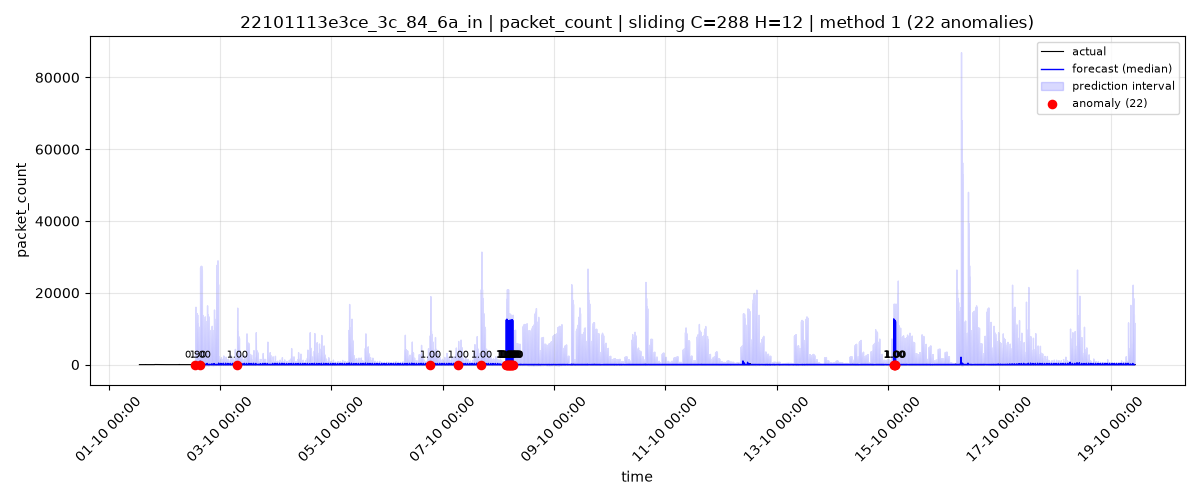 22101113e3ce_3c_84_6a_in | packet_count | sliding C=288 H=12 | method 1 (22 anomalies)
actual
forecast (median)
prediction interval
anomaly (22)
packet_count
80000
60000
40000
20000
0
1.00
1.00
1.00
1.00
01-10 00:00
03-10 00:00
05-10 00:00
07-10 00:00
09-10 00:00
11-10 00:00
13-10 00:00
15-10 00:00
17-10 00:00
19-10 00:00
time